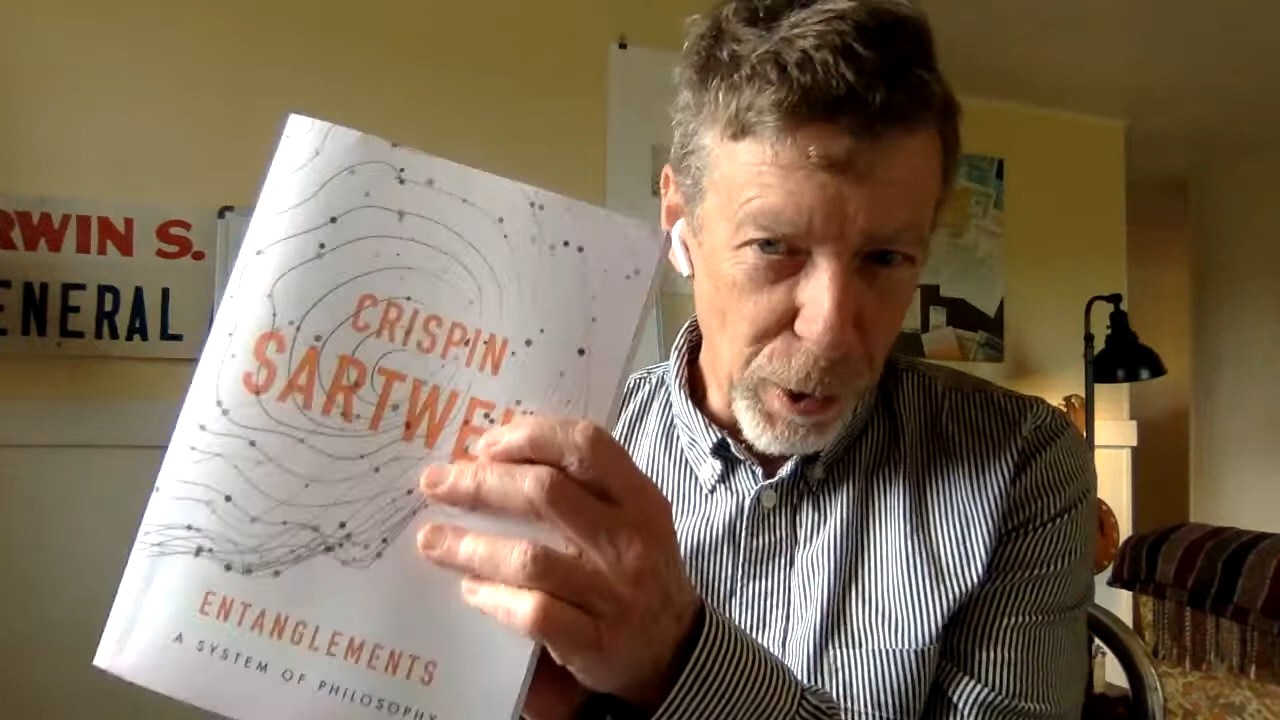 RWIN S.
ENERAL
CRISPIN
SARTWE
ENTANGLEMENTS
A SYSTEM OF PHILOSOPHY